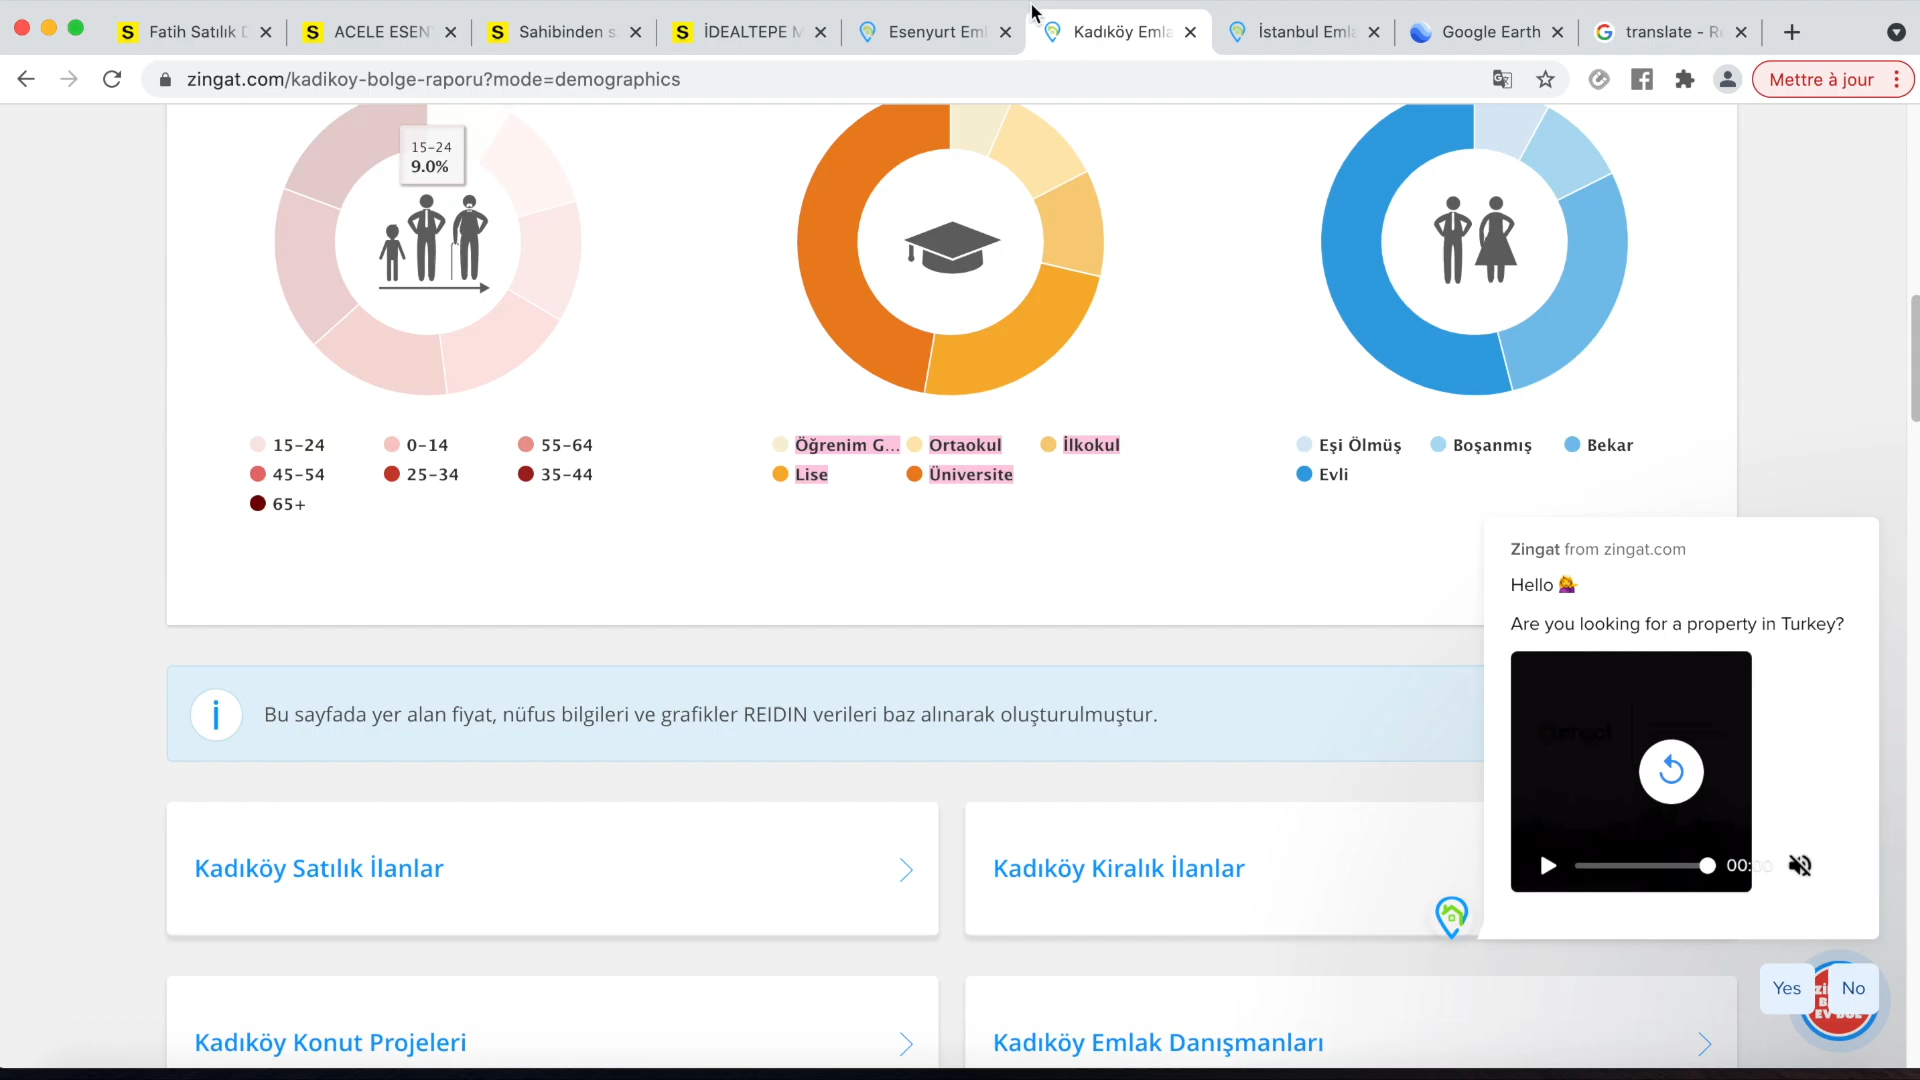 Fatih Satılık
ACELE ESEN
Sahibinden s
İDEALTEPE M
Esenyurt Eml
Kadıköy Emla
İstanbul Emla
Google Earth
translate - R
zingat.com/kadikoy-bolge-raporu?mode=demographics
Mettre à jour
15-24
9.0%
15-24
0-14
55-64
45-54
25-34
35-44
65+
Öğrenim G...
Ortaokul
İlkokul
Lise
Üniversite
Eşi Ölmüş
Boşanmış
Bekar
Evli
Zingat from zingat.com
Hello
Are you looking for a property in Turkey?
i Bu sayfada yer alan fiyat, nüfus bilgileri ve grafikler REIDIN verileri baz alınarak oluşturulmuştur.
Kadıköy Satılık İlanlar
Kadıköy Kiralık İlanlar
Yes
No
EV BUL
Kadıköy Konut Projeleri
Kadıköy Emlak Danışmanları